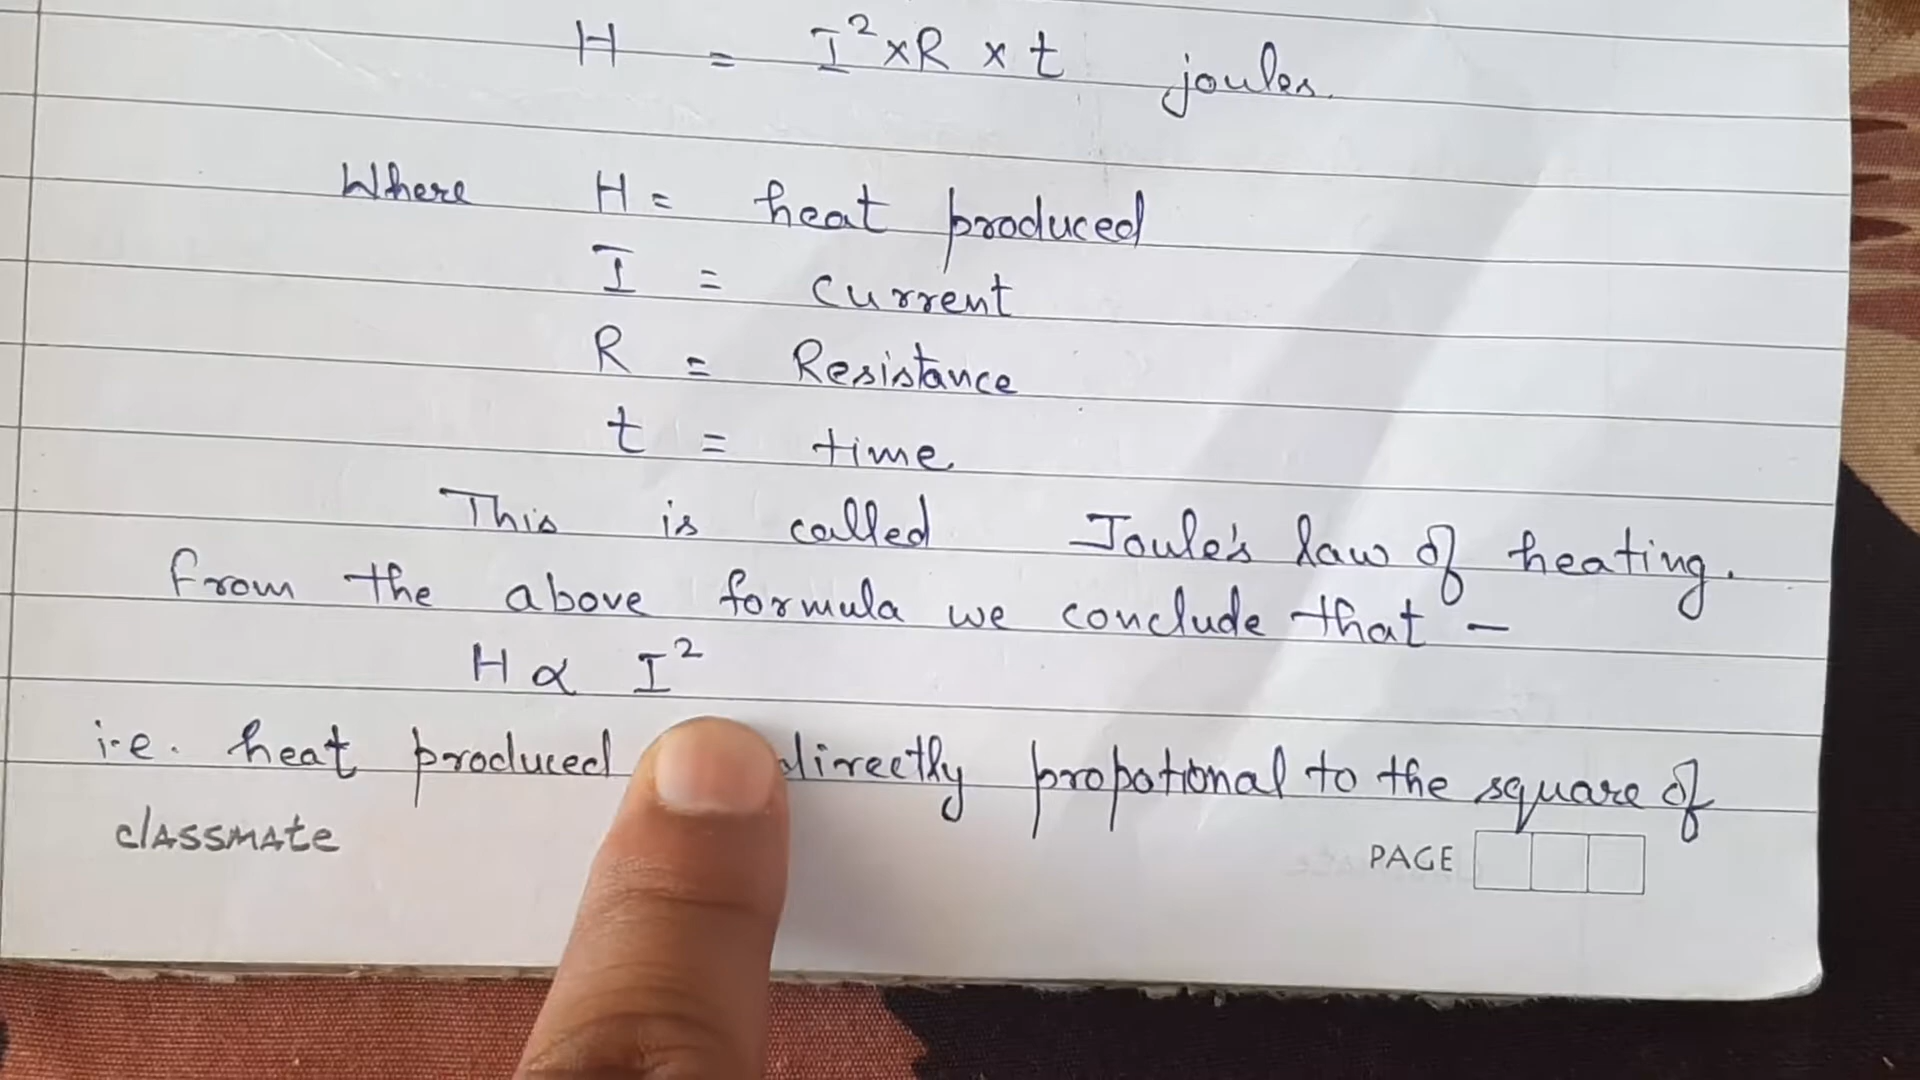 H = I² x R x t joules.
Where H = heat produced
I = current
R = Resistance
t = time.
This is called Joule's law of heating.
From the above formula we conclude that -
H ∝ I²
i.e. heat produced directly propotional to the square of
classmate
PAGE